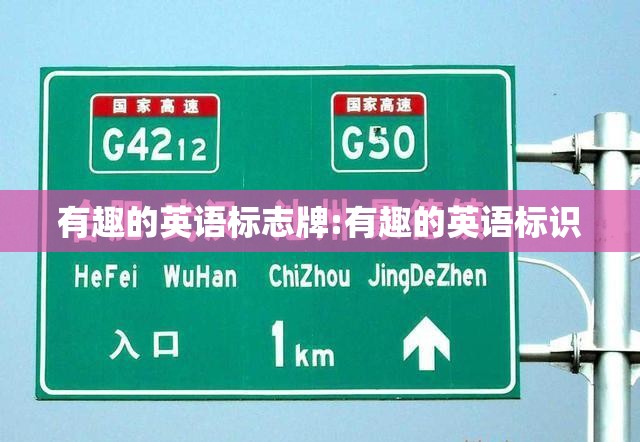 国家高速 国家高速
G4212 G50
有趣的英语标志牌:有趣的英语标识
HeFei WuHan ChiZhou JingDeZhen
入口 1km